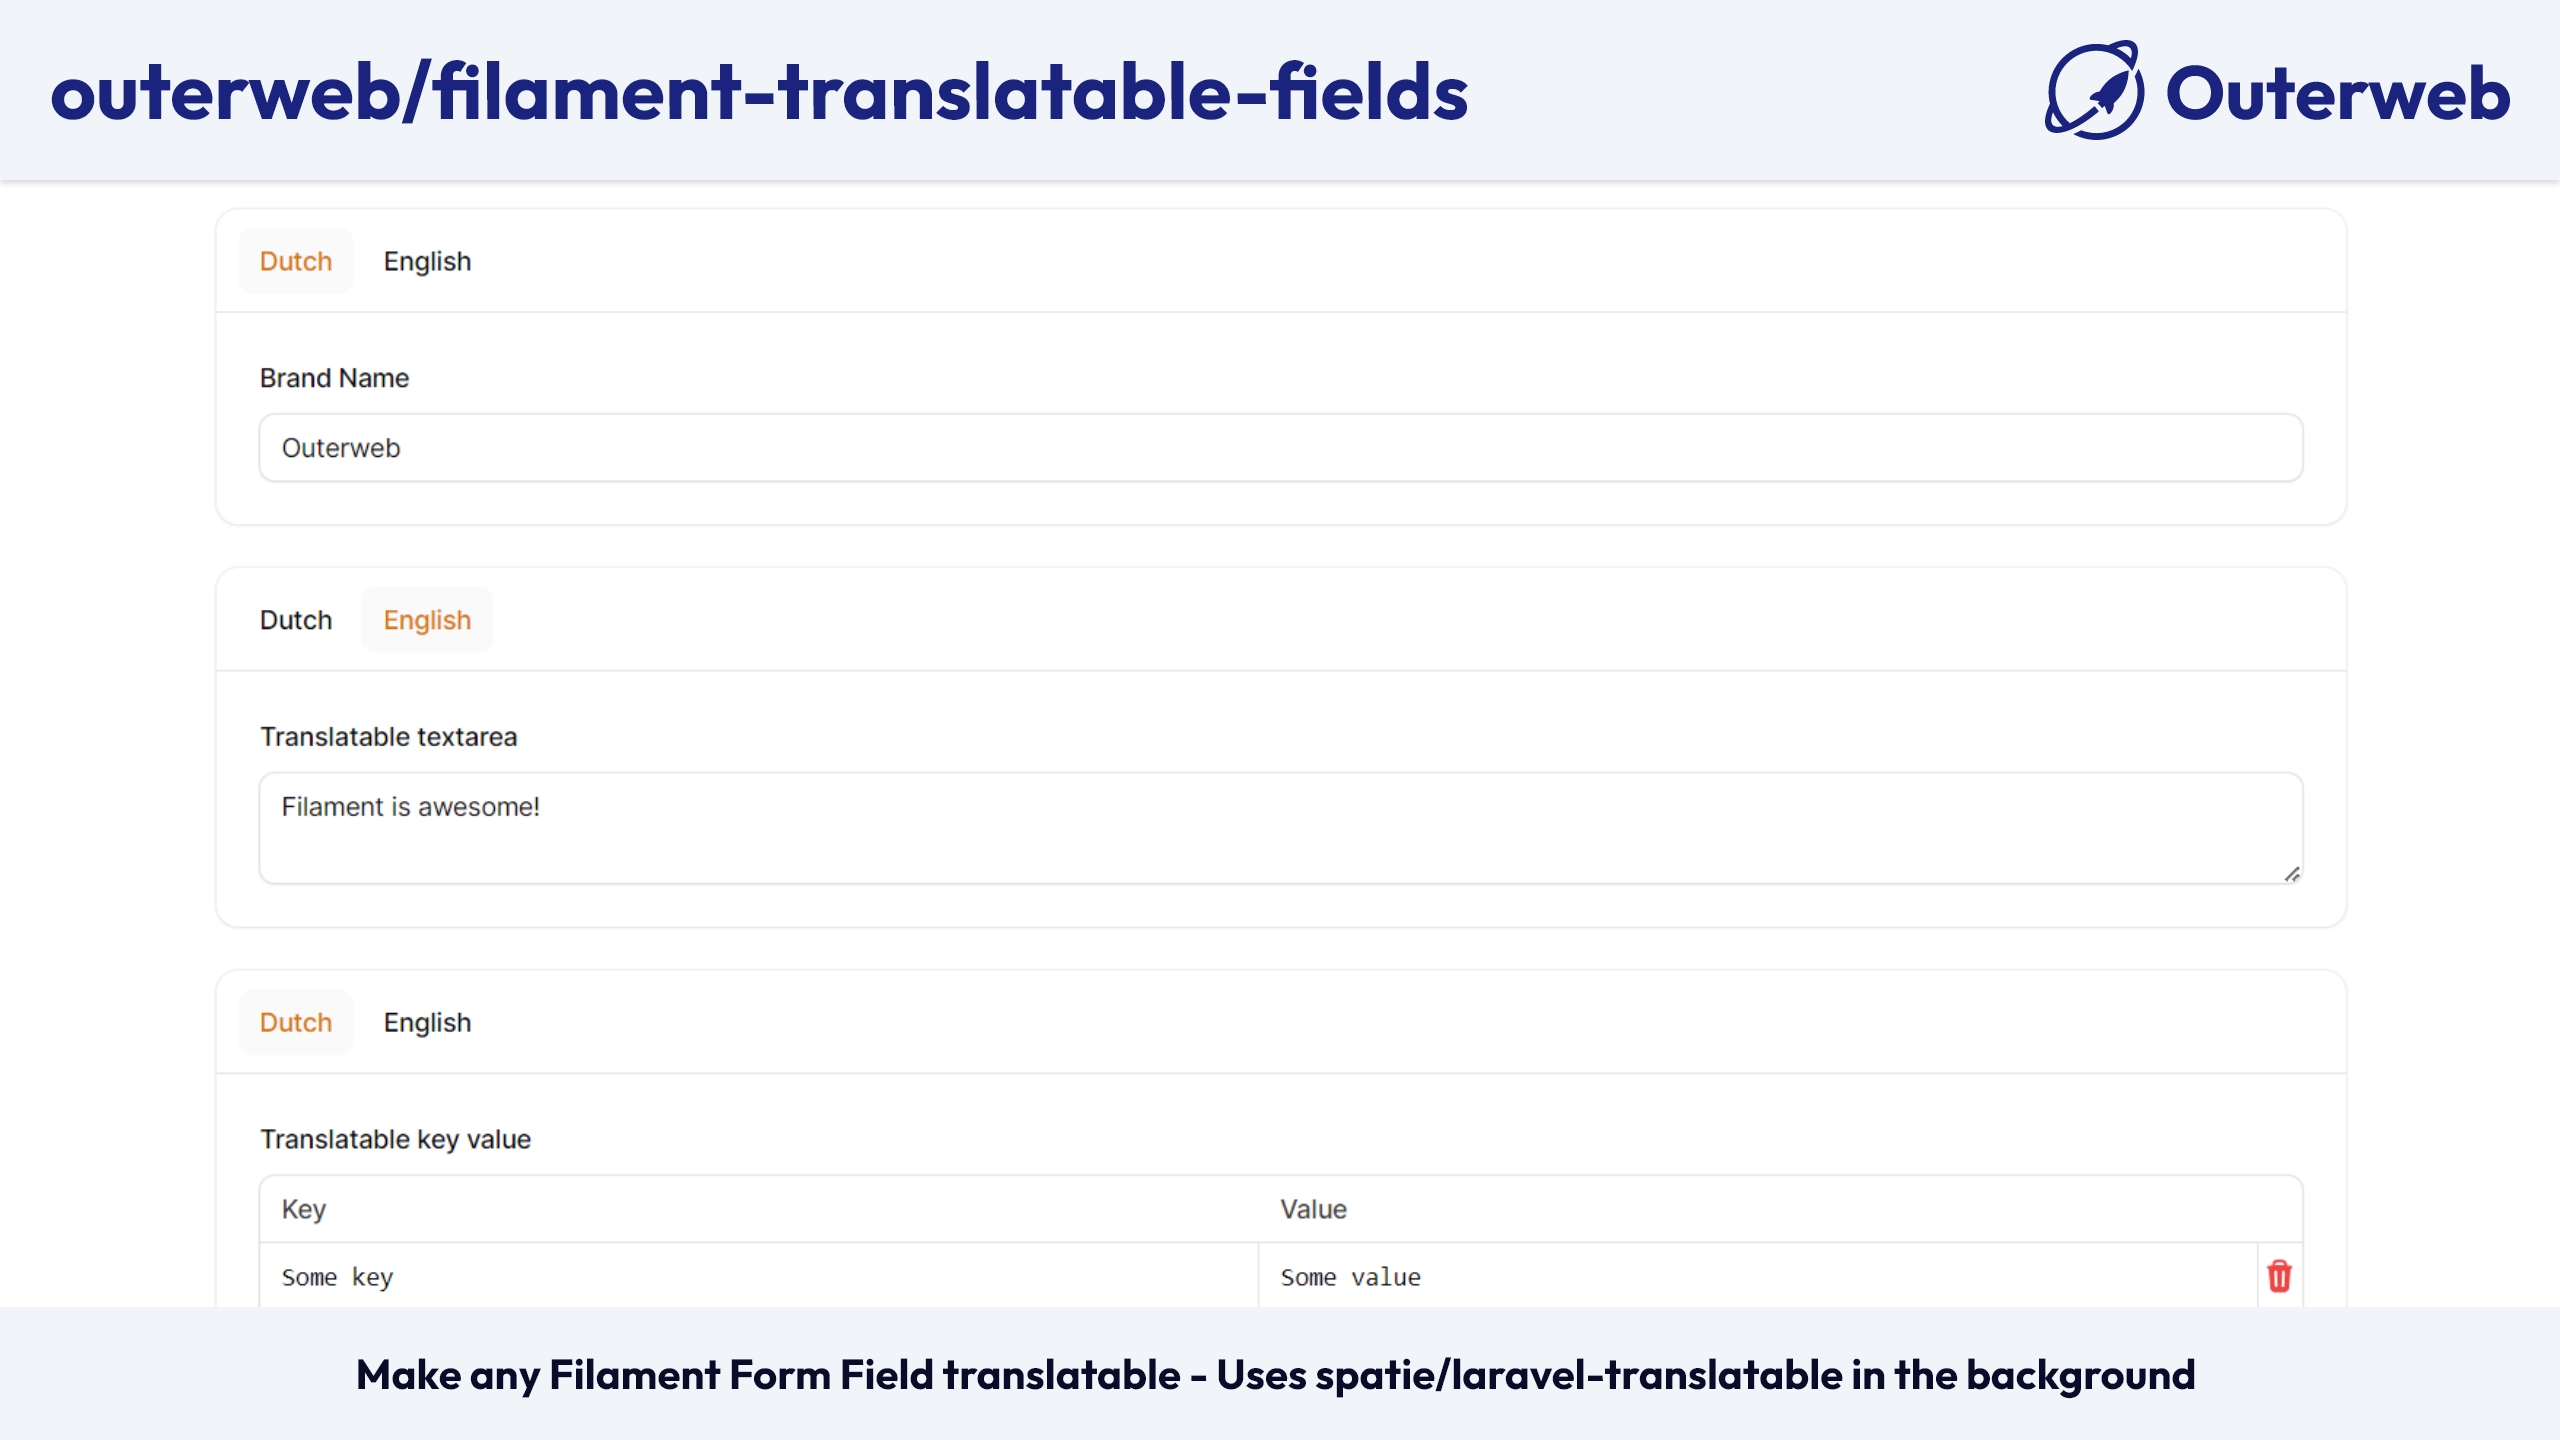 outerweb/filament-translatable-fields
Outerweb
Dutch English
Brand Name
Outerweb
Dutch English
Translatable textarea
Filament is awesome!
Dutch English
Translatable key value
Key Value
Some key Some value
Make any Filament Form Field translatable - Uses spatie/laravel-translatable in the background